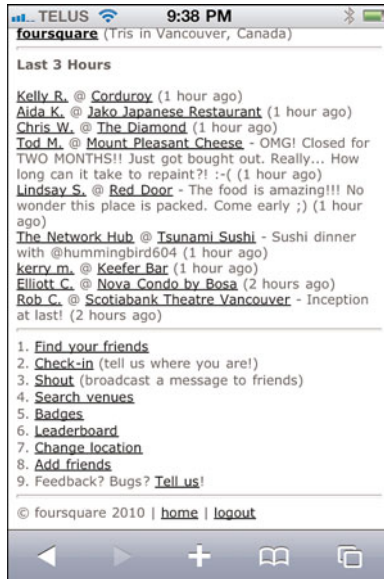 TELUS 9:38 PM
foursquare (Tris in Vancouver, Canada)
Last 3 Hours
Kelly R. @ Corduroy (1 hour ago)
Aida K. @ Jako Japanese Restaurant (1 hour ago)
Chris W. @ The Diamond (1 hour ago)
Tod M. @ Mount Pleasant Cheese - OMG! Closed for
TWO MONTHS!! Just got bought out. Really... How
long can it take to repaint?! :-( (1 hour ago)
Lindsay S. @ Red Door - The food is amazing!!! No
wonder this place is packed. Come early ;) (1 hour
ago)
The Network Hub @ Tsunami Sushi - Sushi dinner
with @hummingbird604 (1 hour ago)
kerry m. @ Keefer Bar (1 hour ago)
Elliott C. @ Nova Condo by Bosa (2 hours ago)
Rob C. @ Scotiabank Theatre Vancouver - Inception
at last! (2 hours ago)
1. Find your friends
2. Check-in (tell us where you are!)
3. Shout (broadcast a message to friends)
4. Search venues
5. Badges
6. Leaderboard
7. Change location
8. Add friends
9. Feedback? Bugs? Tell us!
© foursquare 2010 | home | logout